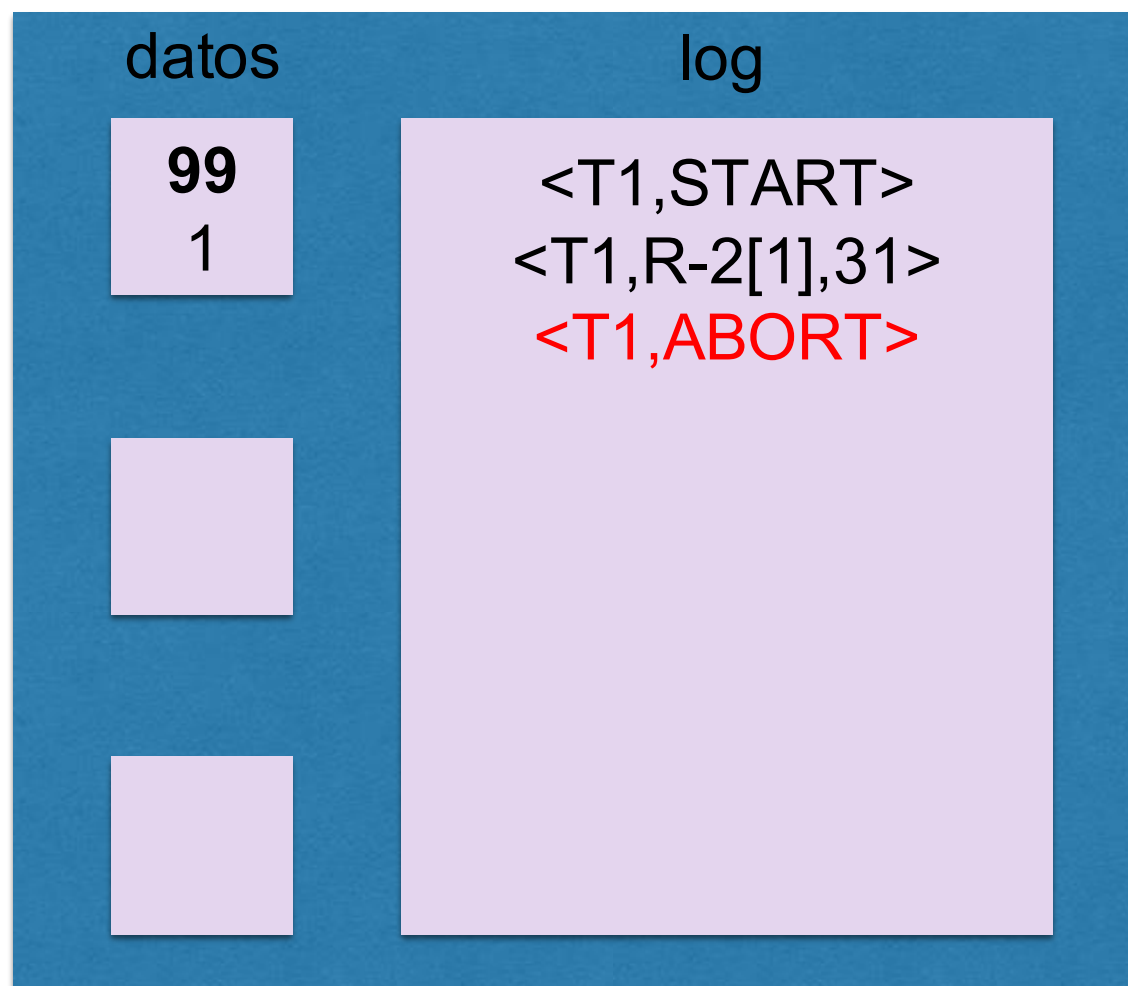 datos
log
99
1
<T1,START>
<T1,R-2[1],31>
<T1,ABORT>